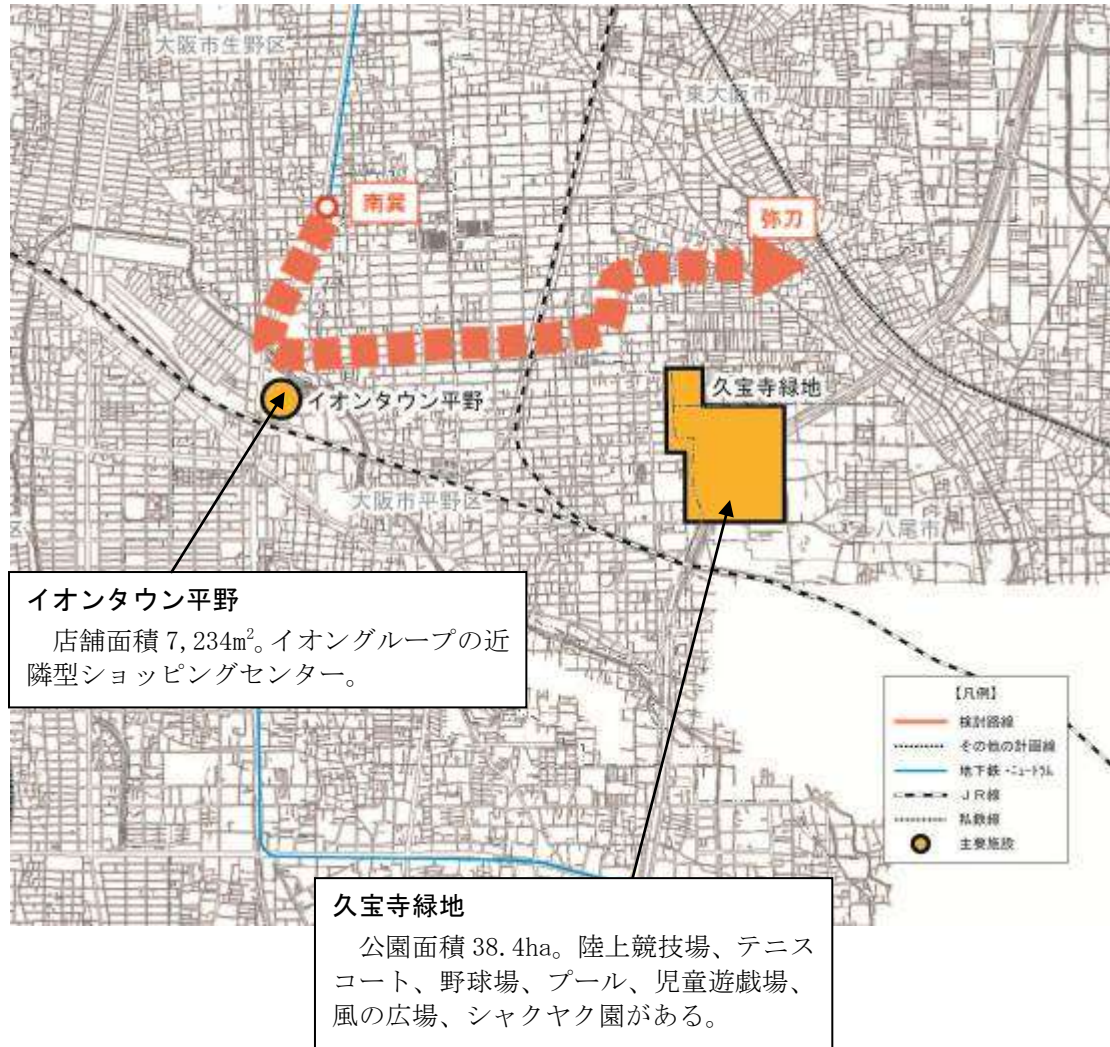 大阪市生野区
東大阪市
南巽
弥刀
久宝寺緑地
イオンタウン平野
大阪市平野区
八尾市
区
イオンタウン平野
店舗面積 7,234m²。イオングループの近
隣型ショッピングセンター。
【凡例】
検討路線
その他の計画線
地下鉄・ニュートラム
ＪＲ線
私鉄線
主要施設
久宝寺緑地
公園面積 38.4ha。陸上競技場、テニス
コート、野球場、プール、児童遊戯場、
風の広場、シャクヤク園がある。